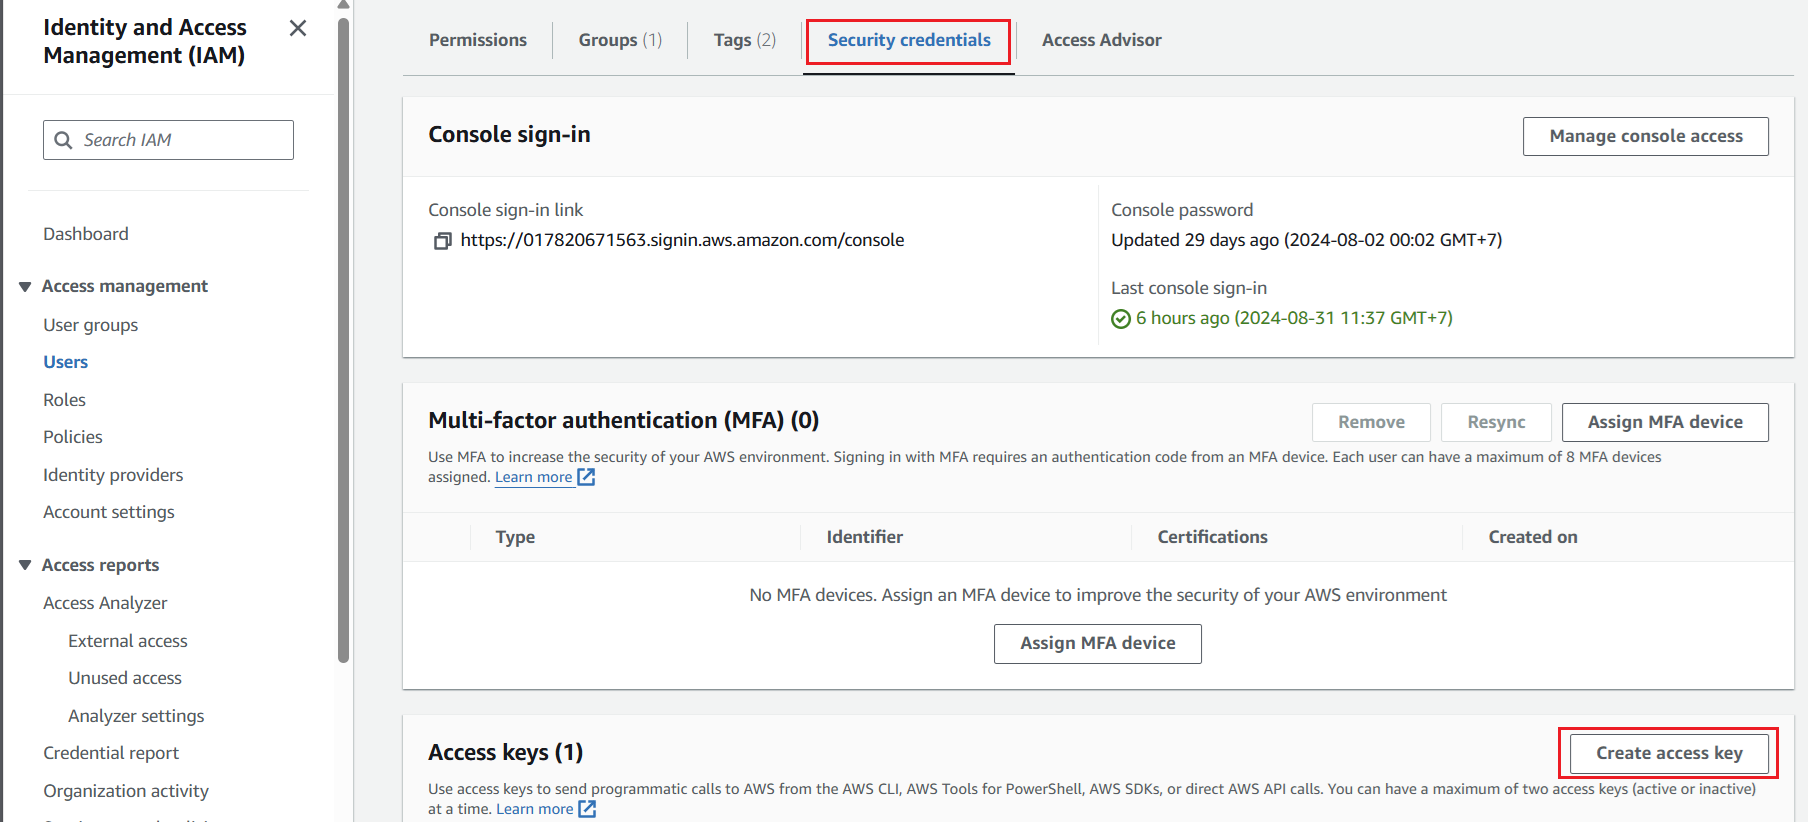 Identity and Access
Management (IAM)
Search IAM
Dashboard
Access management
User groups
Users
Roles
Policies
Identity providers
Account settings
Access reports
Access Analyzer
External access
Unused access
Analyzer settings
Credential report
Organization activity
Permissions
Groups (1)
Tags (2)
Security credentials
Access Advisor
Console sign-in
Manage console access
Console sign-in link
https://017820671563.signin.aws.amazon.com/console
Console password
Updated 29 days ago (2024-08-02 00:02 GMT+7)
Last console sign-in
6 hours ago (2024-08-31 11:37 GMT+7)
Multi-factor authentication (MFA) (0)
Remove
Resync
Assign MFA device
Use MFA to increase the security of your AWS environment. Signing in with MFA requires an authentication code from an MFA device. Each user can have a maximum of 8 MFA devices
assigned. Learn more
Type
Identifier
Certifications
Created on
No MFA devices. Assign an MFA device to improve the security of your AWS environment
Assign MFA device
Access keys (1)
Create access key
Use access keys to send programmatic calls to AWS from the AWS CLI, AWS Tools for PowerShell, AWS SDKs, or direct AWS API calls. You can have a maximum of two access keys (active or inactive)
at a time. Learn more